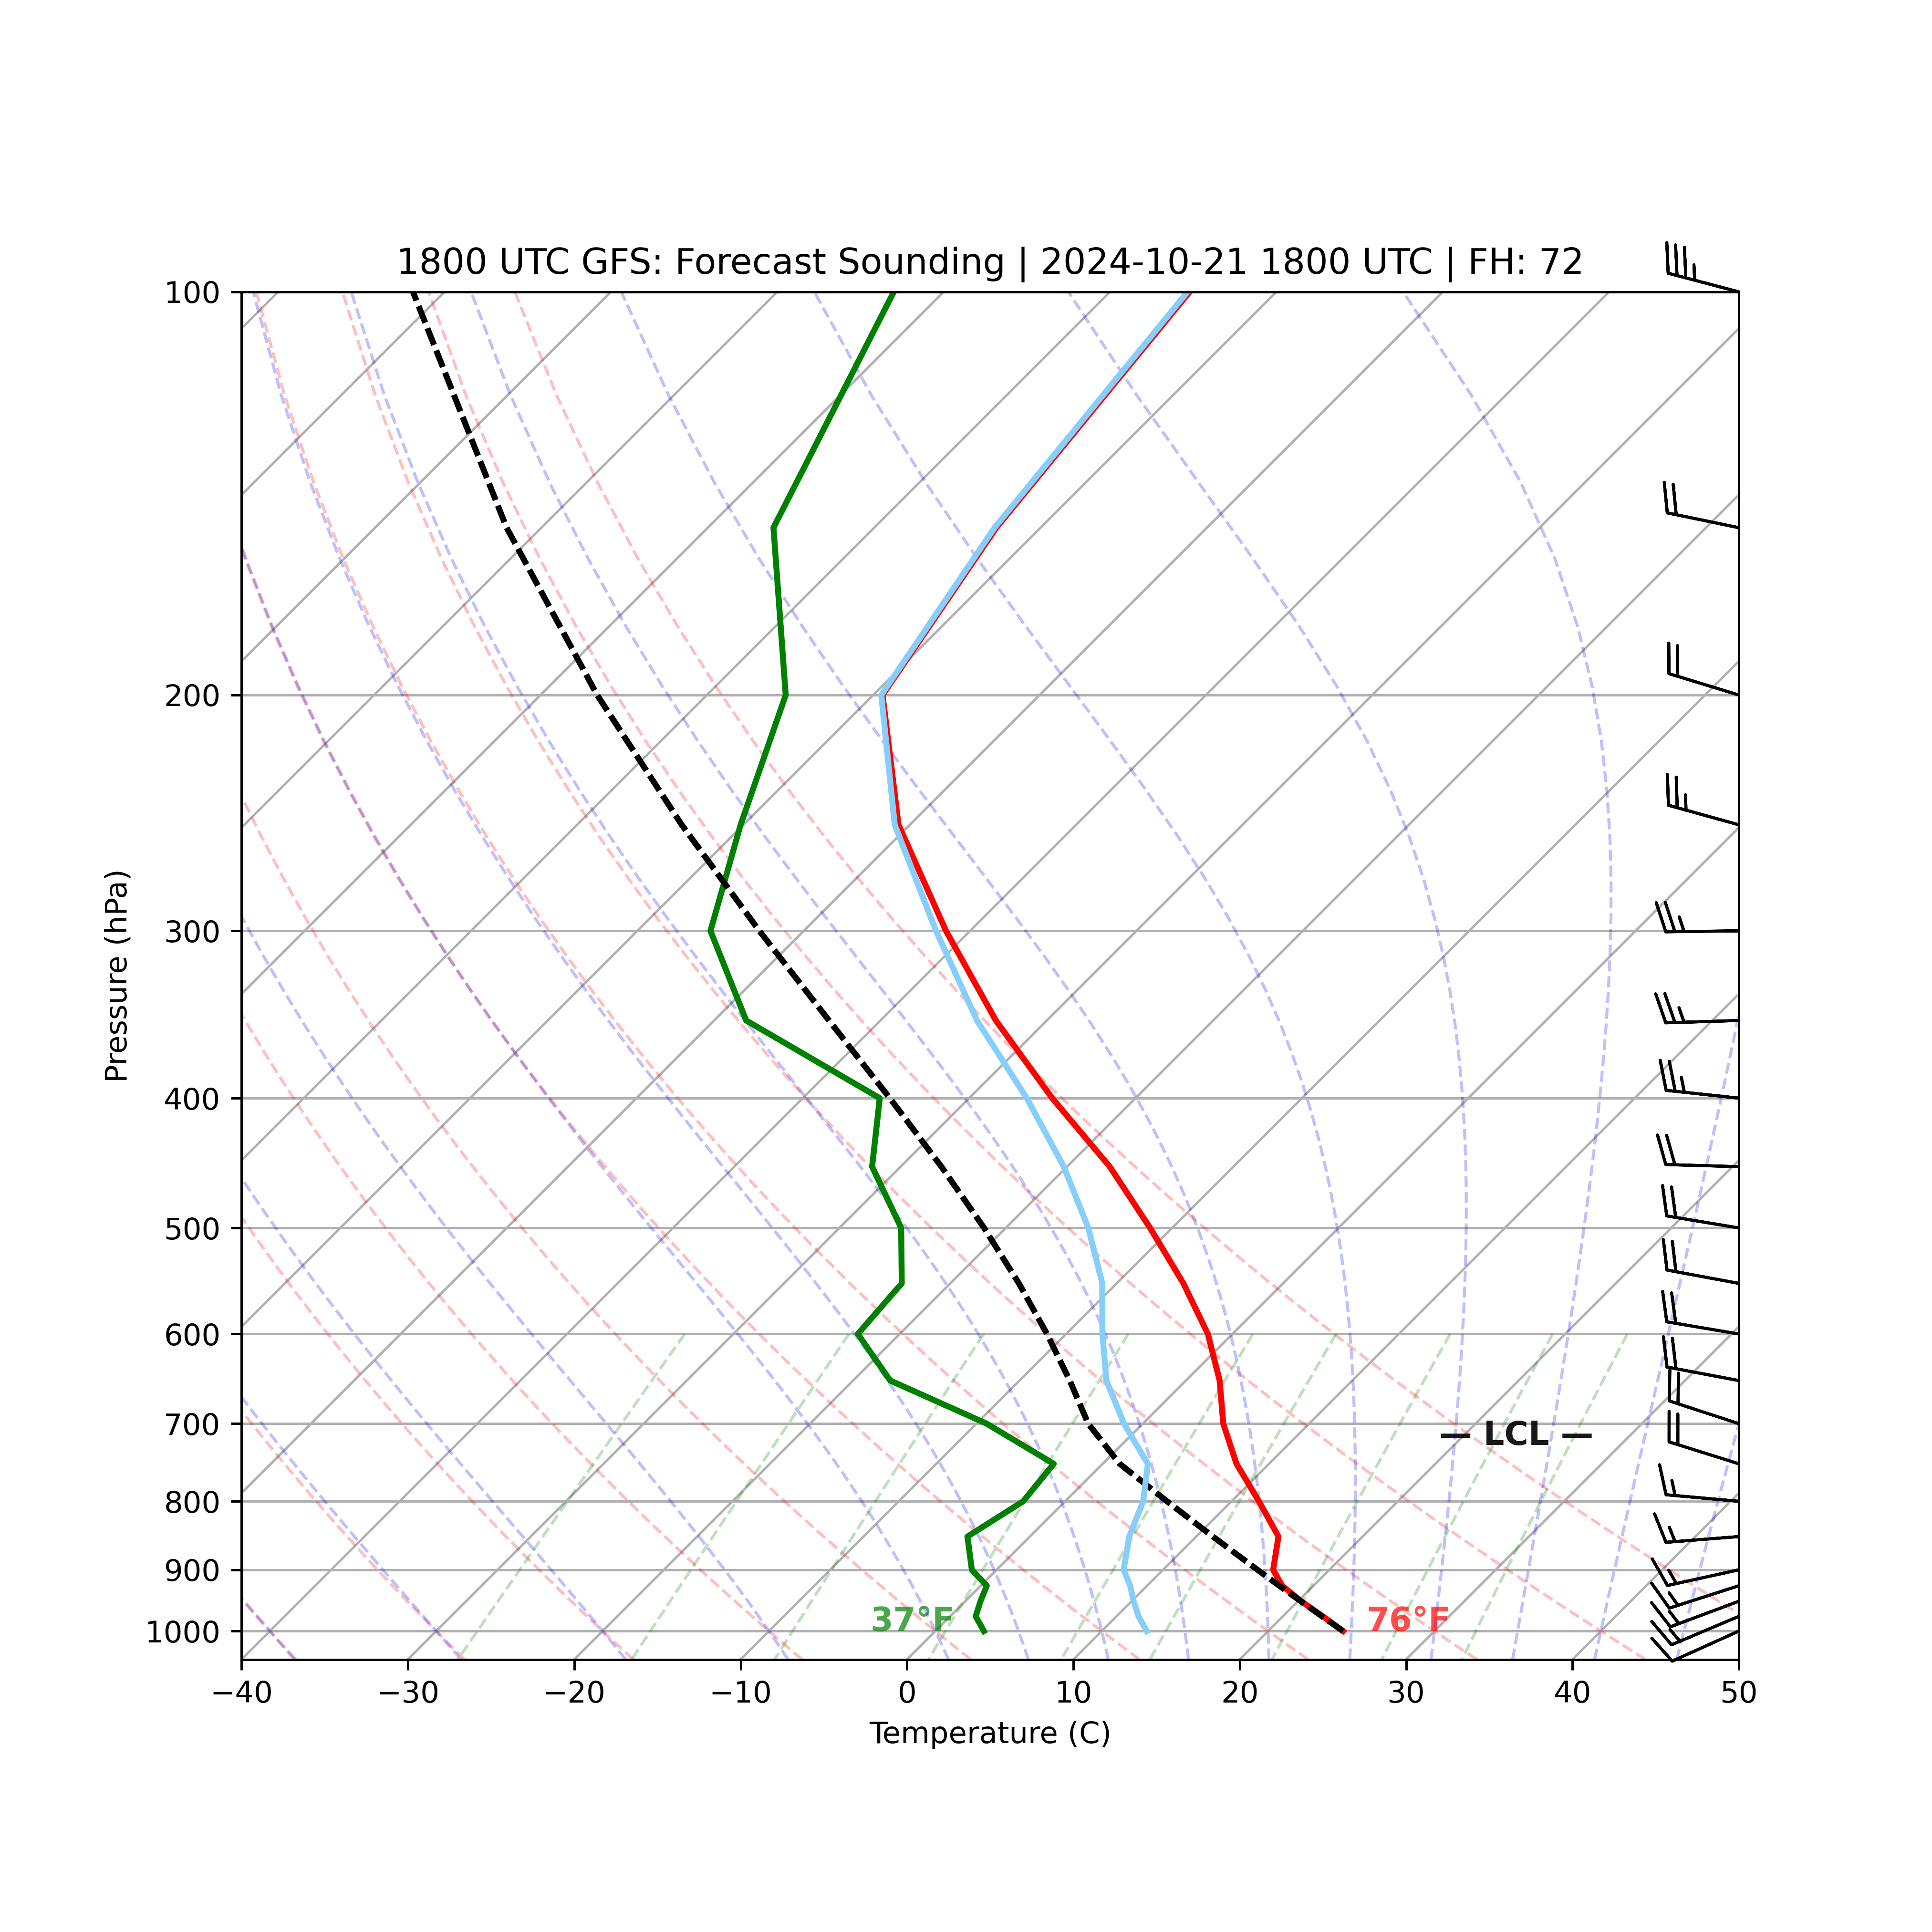 1800 UTC GFS: Forecast Sounding | 2024-10-21 1800 UTC | FH: 72
100
200
300
400
500
600
700
800
900
1000
Pressure (hPa)
— LCL —
37°F
76°F
−40 −30 −20 −10 0 10 20 30 40 50
Temperature (C)